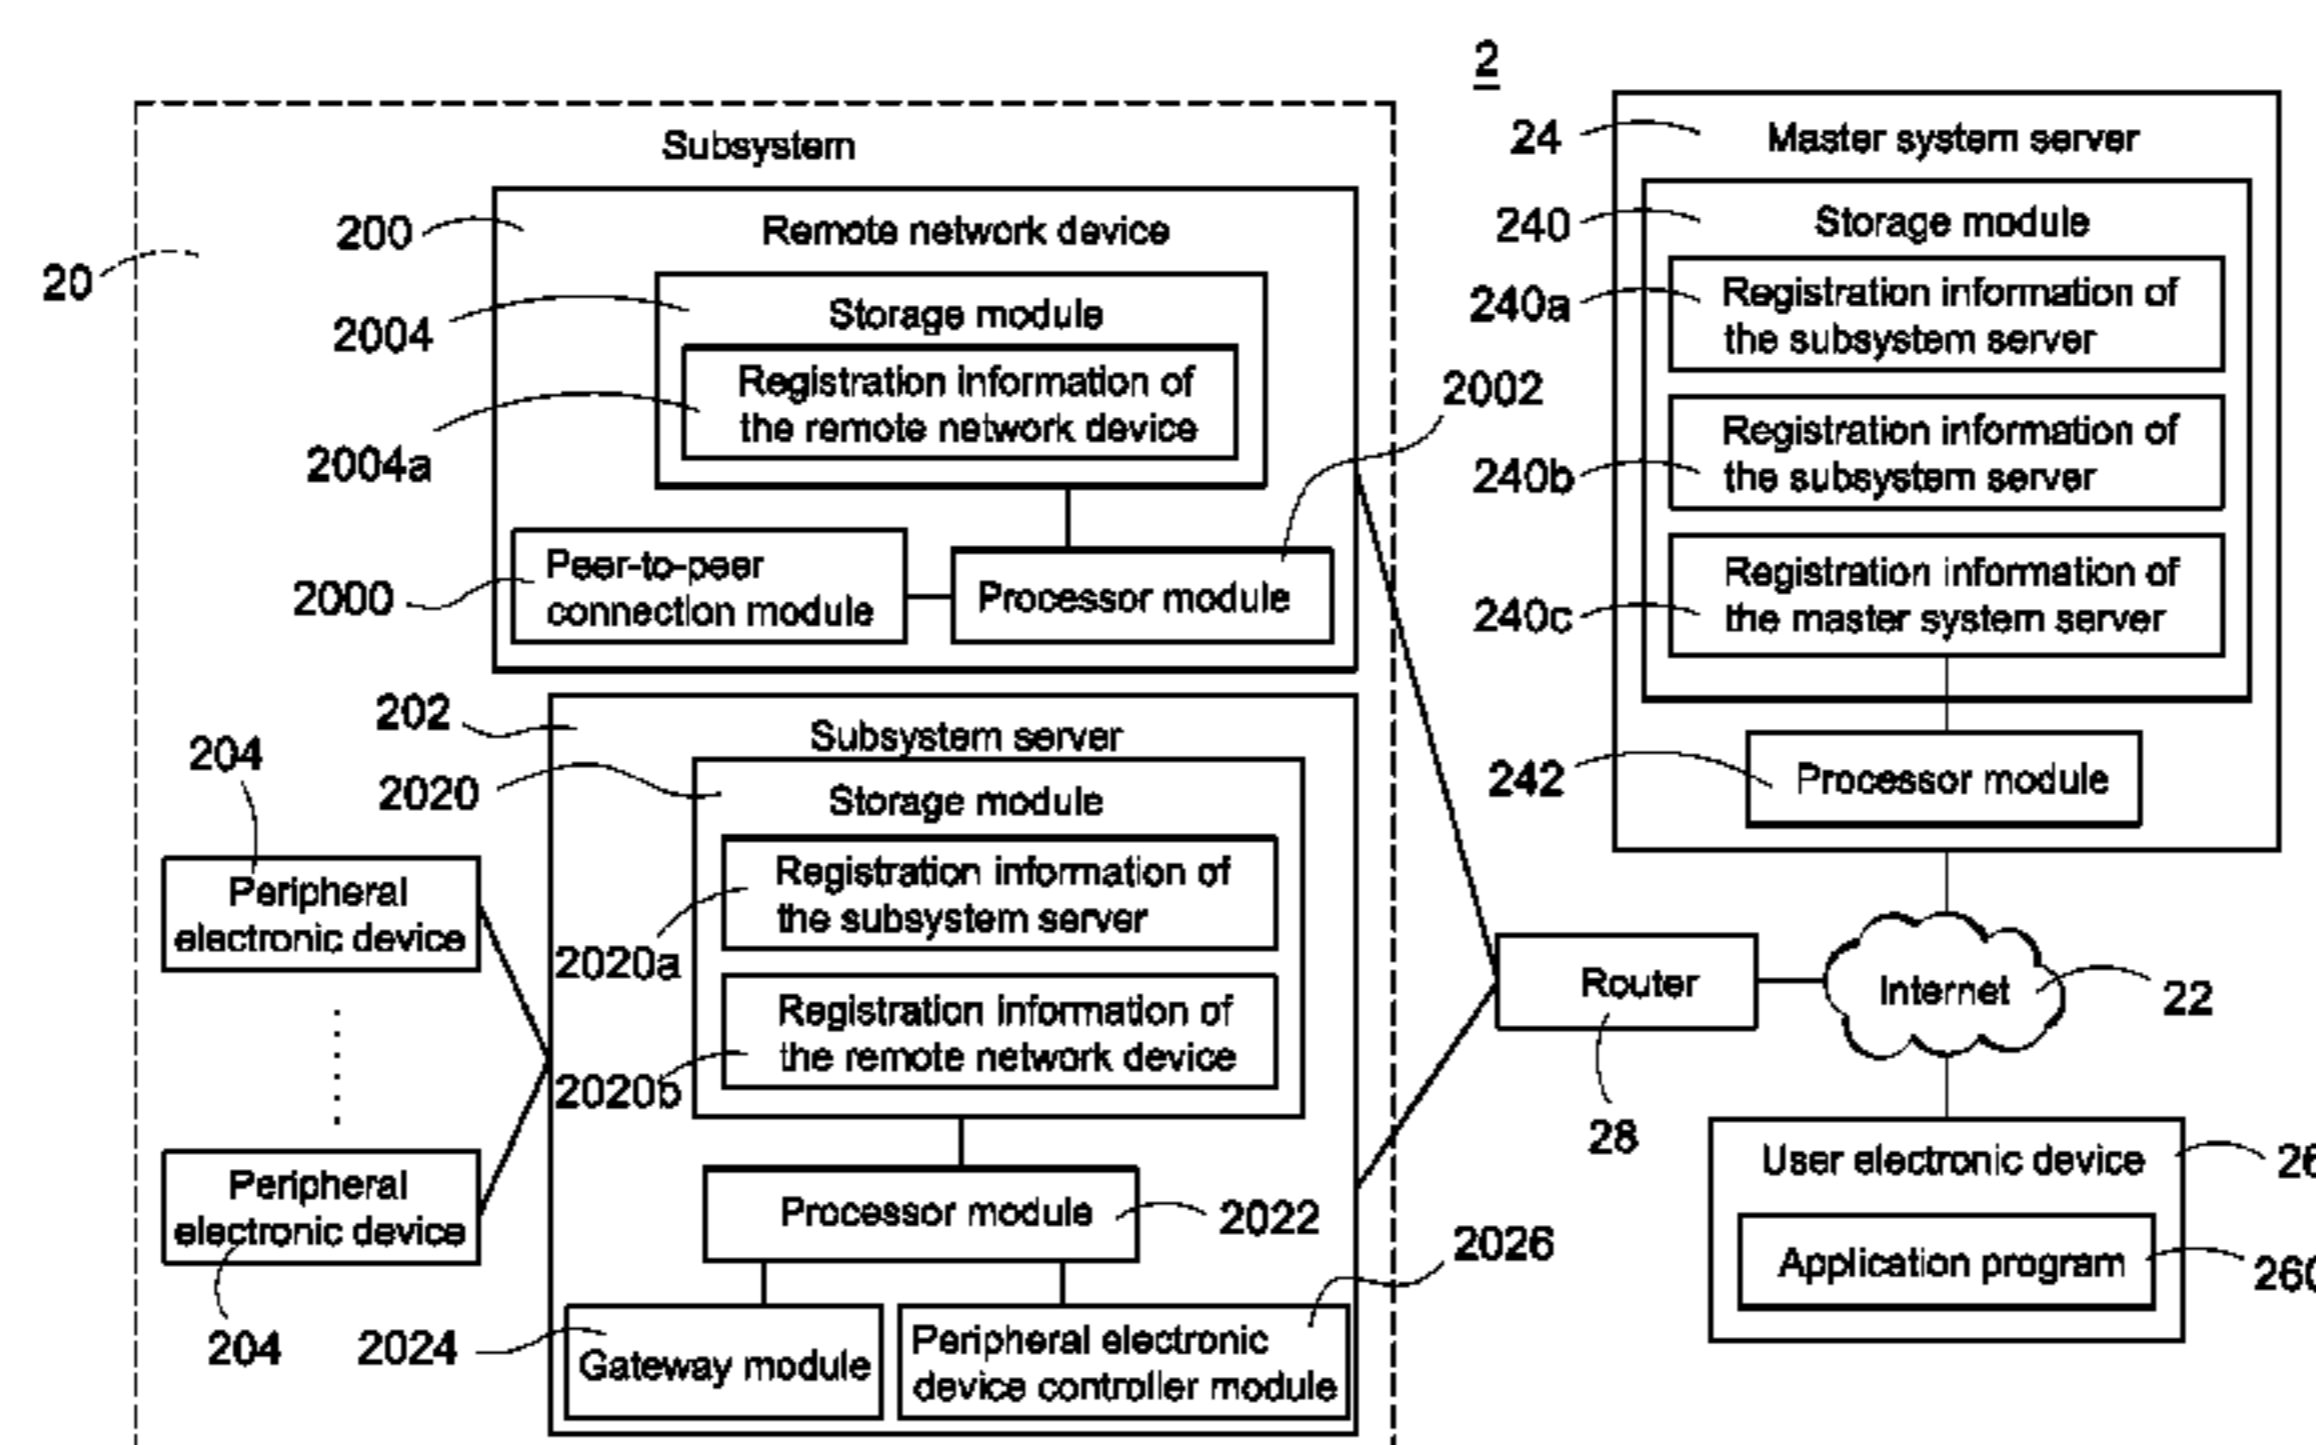 2
Subsystem
20
200
Remote network device
2004
Storage module
2004a
Registration information of
the remote network device
2002
2000
Peer-to-peer
connection module
Processor module
202
Subsystem server
204
2020
Storage module
Peripheral
electronic device
2020a
Registration information of
the subsystem server
2020b
Registration information of
the remote network device
Peripheral
electronic device
204
Processor module
2022
2026
2024
Gateway module
Peripheral electronic
device controller module
24
Master system server
240
Storage module
240a
Registration information of
the subsystem server
240b
Registration information of
the subsystem server
240c
Registration information of
the master system server
242
Processor module
Router
28
Internet
22
User electronic device
26
Application program
260